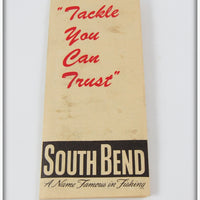 "Tackle
You
Can
Trust"
SOUTH BEND
A Name Famous in Fishing